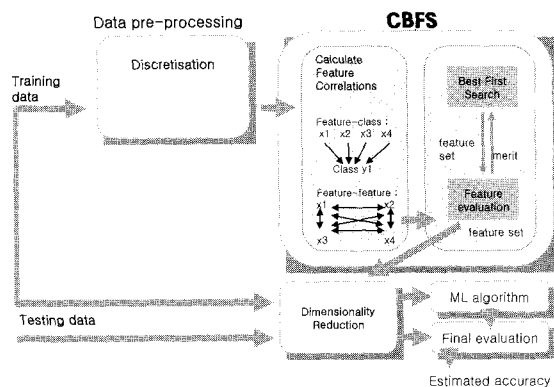 Data pre-processing
CBFS
Discretisation
Training
data
Calculate
Feature
Correlations
Feature-class :
x1 x2 x3 x4
Class y1
Feature-feature :
x1 x2
x3 x4
Best First
Search
feature
set
merit
Feature
evaluation
feature set
Testing data
Dimensionality
Reduction
ML algorithm
Final evaluation
Estimated accuracy